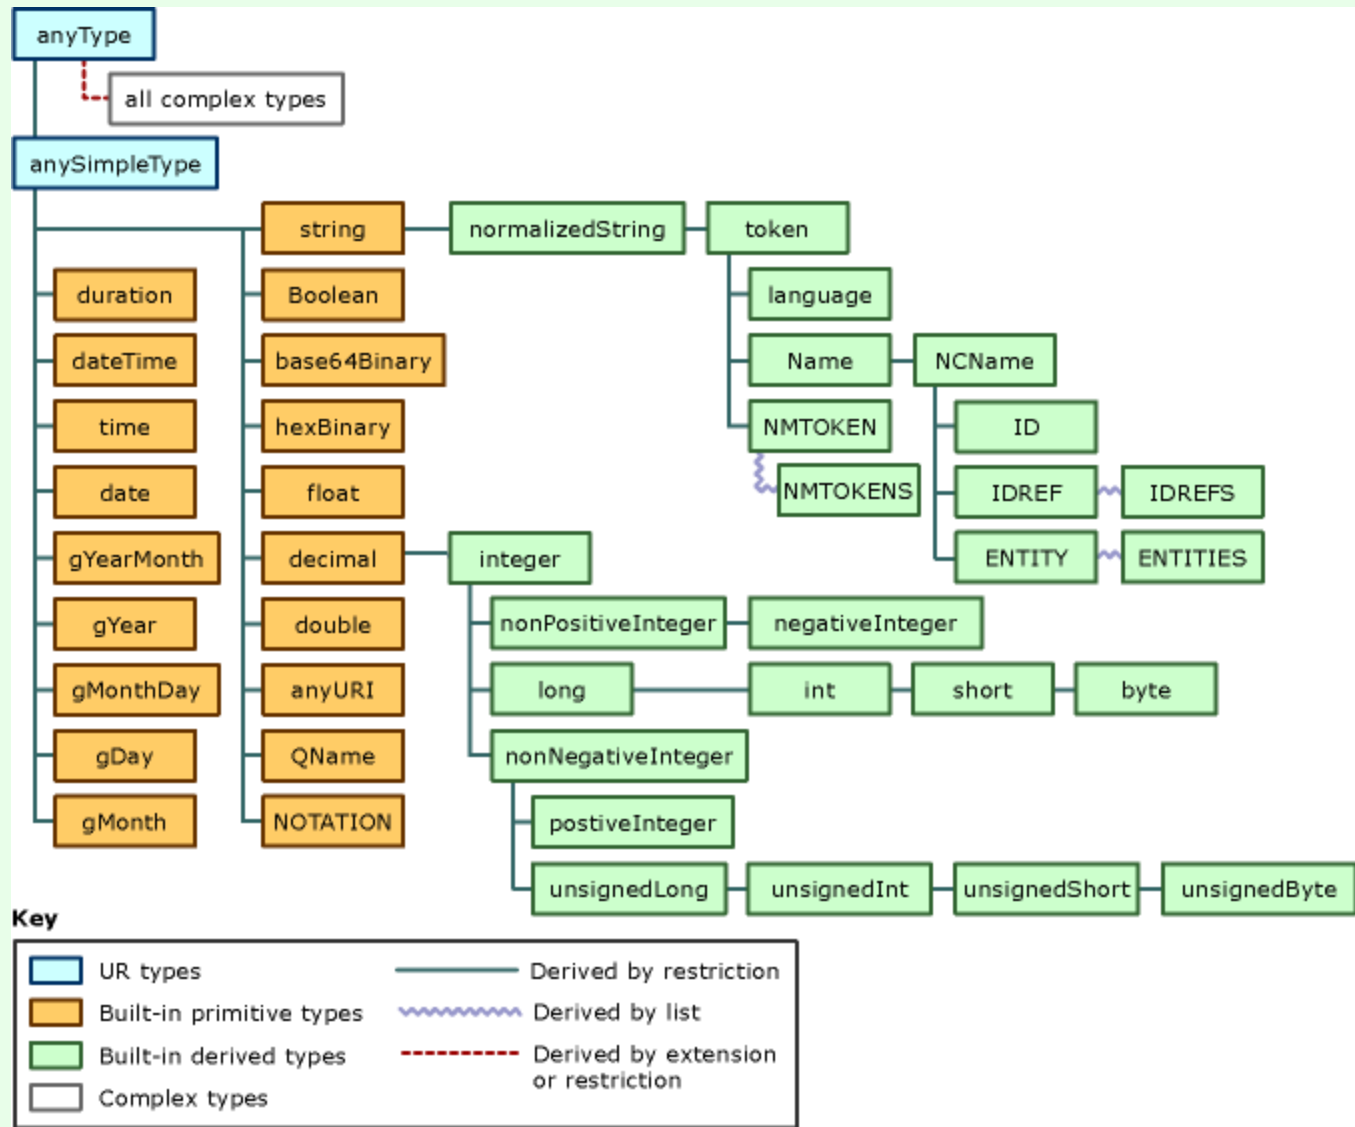 anyType
all complex types
anySimpleType
string normalizedString token
duration Boolean language
dateTime base64Binary Name NCName
time hexBinary NMTOKEN ID
date float NMTOKENS IDREF IDREFS
gYearMonth decimal integer ENTITY ENTITIES
gYear double nonPositiveInteger negativeInteger
gMonthDay anyURI long int short byte
gDay QName nonNegativeInteger
gMonth NOTATION postiveInteger
unsignedLong unsignedInt unsignedShort unsignedByte
Key
UR types Derived by restriction
Built-in primitive types Derived by list
Built-in derived types Derived by extension
or restriction
Complex types